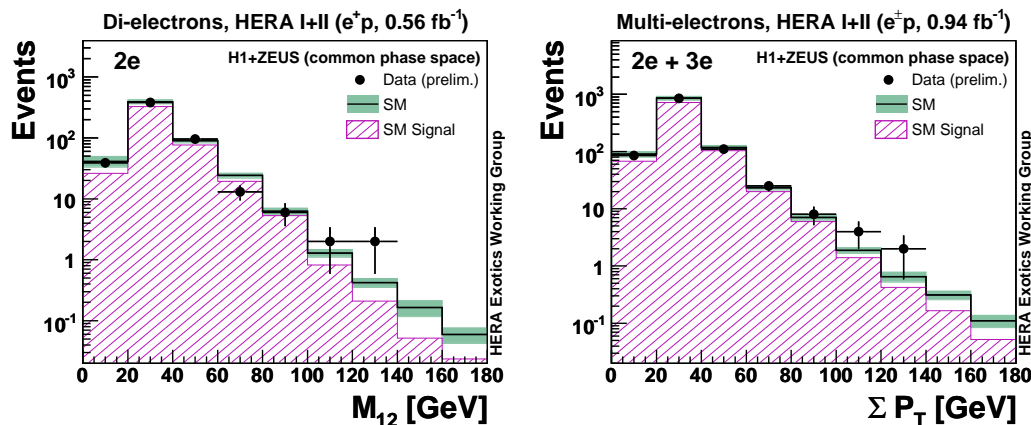 Di-electrons, HERA I+II (e⁺p, 0.56 fb⁻¹)
Events
2e
H1+ZEUS (common phase space)
Data (prelim.)
SM
SM Signal
10³
10²
10
1
10⁻¹
0 20 40 60 80 100 120 140 160 180
M₁₂ [GeV]
HERA Exotics Working Group
Multi-electrons, HERA I+II (e±p, 0.94 fb⁻¹)
Events
2e + 3e
H1+ZEUS (common phase space)
Data (prelim.)
SM
SM Signal
10³
10²
10
1
10⁻¹
0 20 40 60 80 100 120 140 160 180
Σ P_T [GeV]
HERA Exotics Working Group